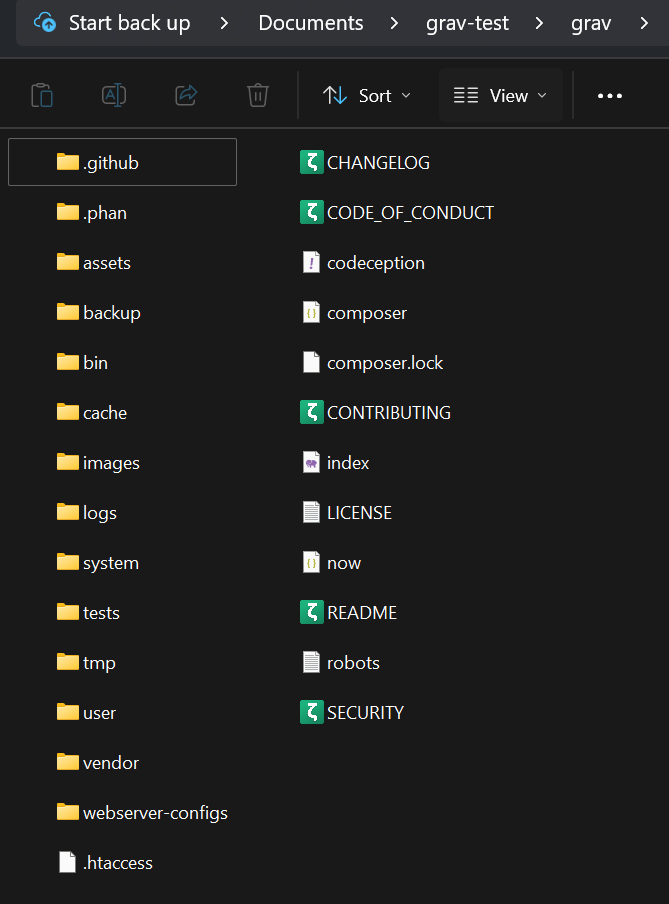 Start back up > Documents > grav-test > grav >
Sort View
.github
.phan
assets
backup
bin
cache
images
logs
system
tests
tmp
user
vendor
webserver-configs
.htaccess
CHANGELOG
CODE_OF_CONDUCT
codeception
composer
composer.lock
CONTRIBUTING
index
LICENSE
now
README
robots
SECURITY